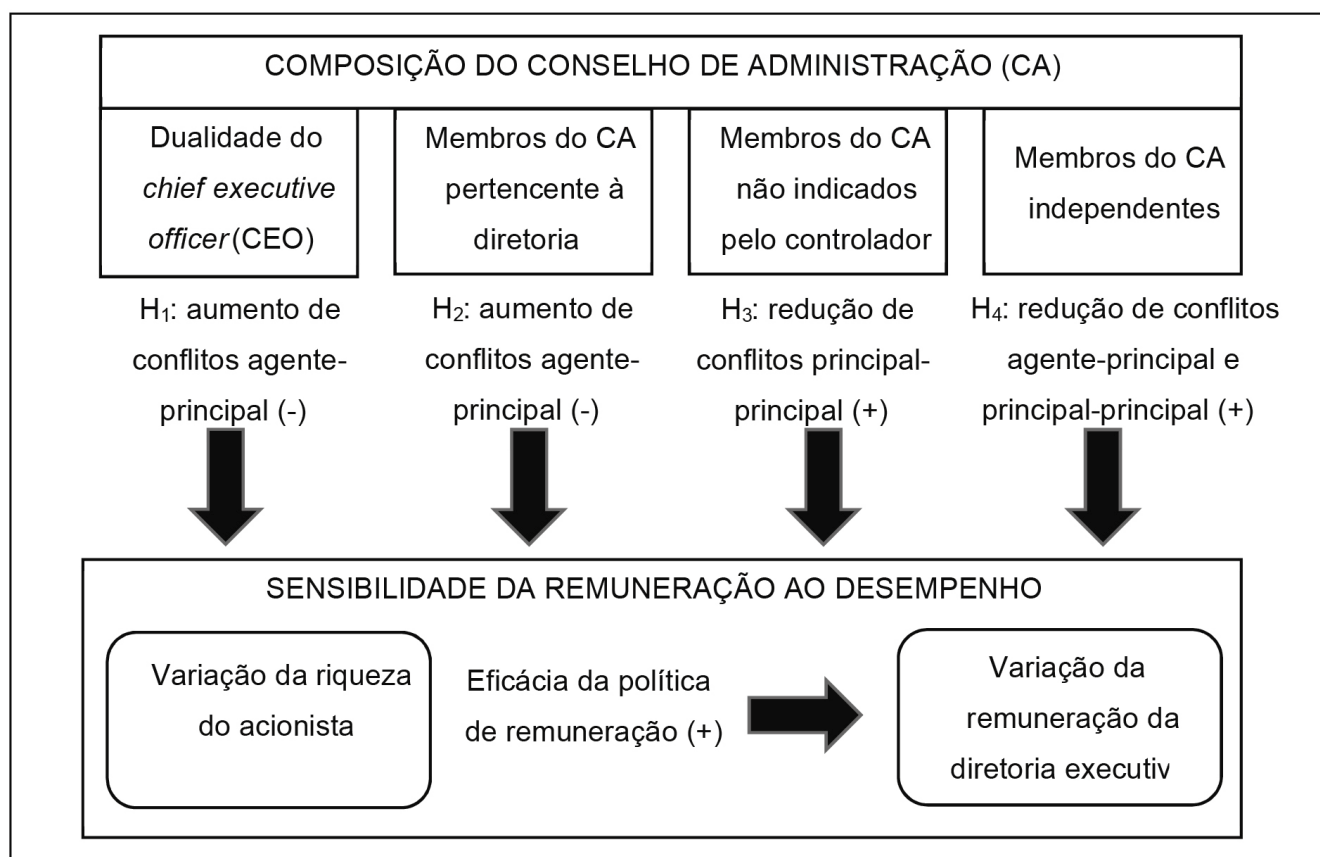 COMPOSIÇÃO DO CONSELHO DE ADMINISTRAÇÃO (CA)
Dualidade do
chief executive
officer (CEO)
Membros do CA
pertencente à
diretoria
Membros do CA
não indicados
pelo controlador
Membros do CA
independentes
H₁: aumento de
conflitos agente-
principal (-)
H₂: aumento de
conflitos agente-
principal (-)
H₃: redução de
conflitos principal-
principal (+)
H₄: redução de conflitos
agente-principal e
principal-principal (+)
SENSIBILIDADE DA REMUNERAÇÃO AO DESEMPENHO
Variação da riqueza
do acionista
Eficácia da política
de remuneração (+)
Variação da
remuneração da
diretoria executiv